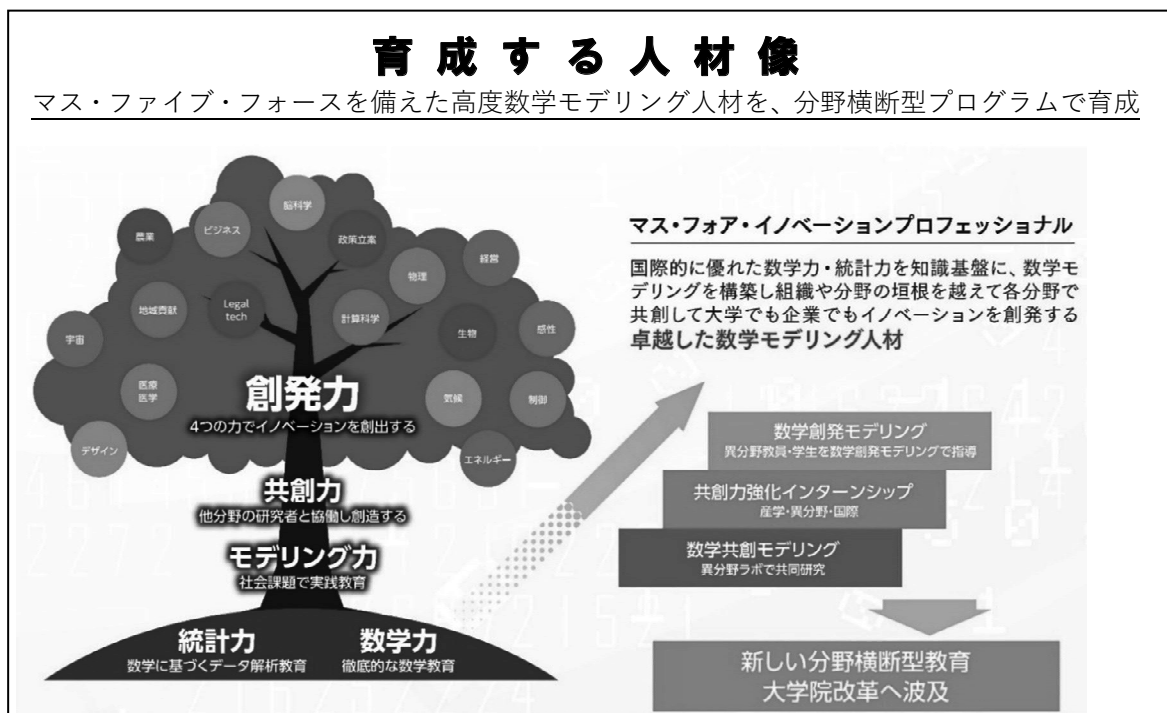 育成する人材像
マス・ファイブ・フォースを備えた高度数学モデリング人材を、分野横断型プログラムで育成
脳科学
農業
ビジネス
政策立案
経営
物理
地域貢献
Legal
tech
計算科学
宇宙
生物
感性
医療
医学
気候
制御
デザイン
エネルギー
創発力
4つの力でイノベーションを創出する
共創力
他分野の研究者と協働し創造する
モデリング力
社会課題で実践教育
統計力
数学に基づくデータ解析教育
数学力
徹底的な数学教育
マス・フォア・イノベーションプロフェッショナル
国際的に優れた数学力・統計力を知識基盤に、数学モ
デリングを構築し組織や分野の垣根を越えて各分野で
共創して大学でも企業でもイノベーションを創発する
卓越した数学モデリング人材
数学創発モデリング
異分野教員・学生を数学創発モデリングで指導
共創力強化インターンシップ
産学・異分野・国際
数学共創モデリング
異分野ラボで共同研究
新しい分野横断型教育
大学院改革へ波及